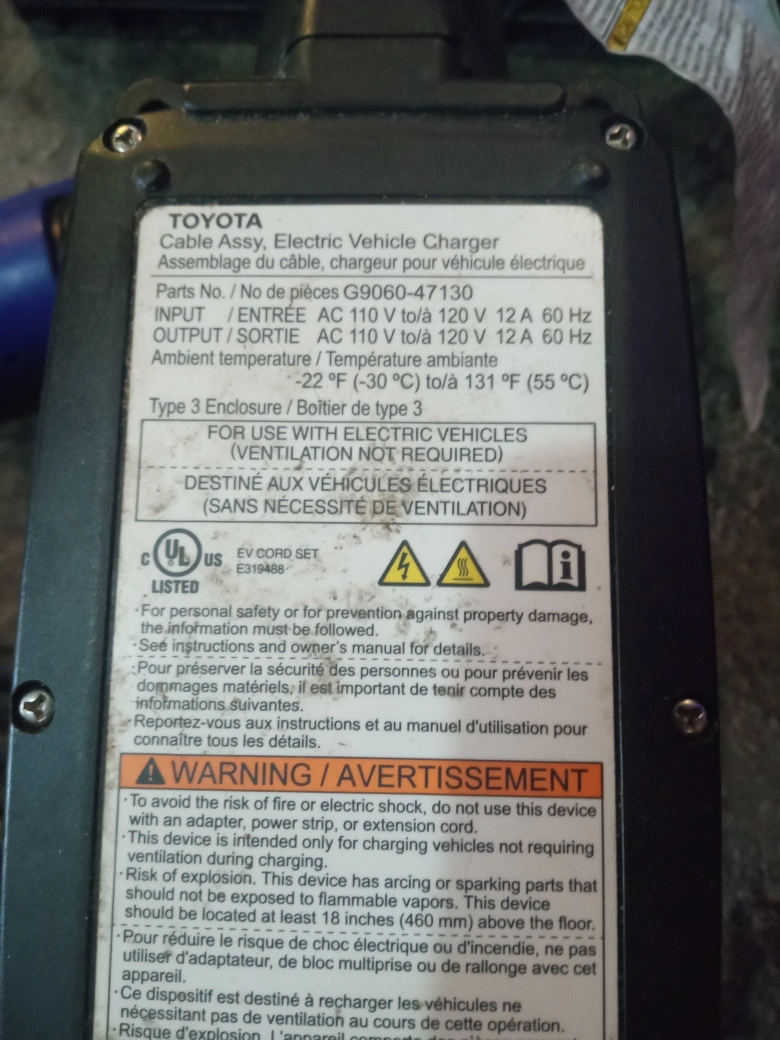 TOYOTA
Cable Assy, Electric Vehicle Charger
Assemblage du câble, chargeur pour véhicule électrique
Parts No. / No de pièces G9060-47130
INPUT / ENTRÉE AC 110 V to/à 120 V 12 A 60 Hz
OUTPUT / SORTIE AC 110 V to/à 120 V 12 A 60 Hz
Ambient temperature / Température ambiante
-22 ºF (-30 ºC) to/à 131 ºF (55 ºC)
Type 3 Enclosure / Boîtier de type 3
FOR USE WITH ELECTRIC VEHICLES
(VENTILATION NOT REQUIRED)
DESTINÉ AUX VÉHICULES ÉLECTRIQUES
(SANS NÉCESSITÉ DE VENTILATION)
C UL US
LISTED
EV CORD SET
E319488
·For personal safety or for prevention against property damage,
the information must be followed.
·See instructions and owner's manual for details.
·Pour préserver la sécurité des personnes ou pour prévenir les
dommages matériels, il est important de tenir compte des
informations suivantes.
·Reportez-vous aux instructions et au manuel d'utilisation pour
connaître tous les détails.
WARNING / AVERTISSEMENT
·To avoid the risk of fire or electric shock, do not use this device
with an adapter, power strip, or extension cord.
·This device is intended only for charging vehicles not requiring
ventilation during charging.
·Risk of explosion. This device has arcing or sparking parts that
should not be exposed to flammable vapors. This device
should be located at least 18 inches (460 mm) above the floor.
·Pour réduire le risque de choc électrique ou d'incendie, ne pas
utiliser d'adaptateur, de bloc multiprise ou de rallonge avec cet
appareil.
·Ce dispositif est destiné à recharger les véhicules ne
nécessitant pas de ventilation au cours de cette opération.
·Risque d'explosion. L'appareil comporte des